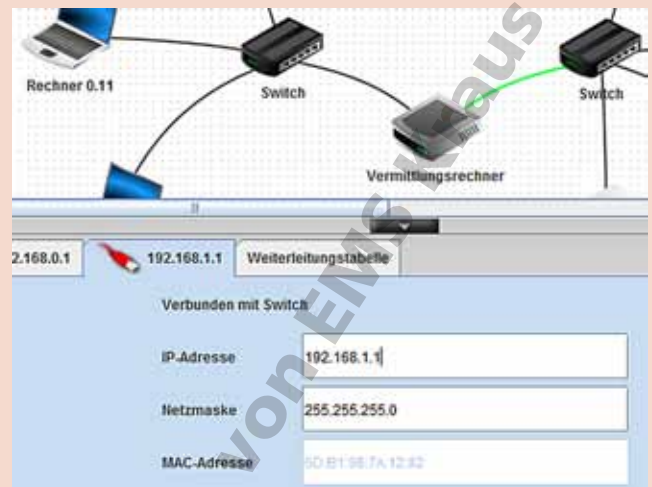 Rechner 0.11
Switch
Switch
Vermittlungsrechner
2.168.0.1
192.168.1.1
Weiterleitungstabelle
Verbunden mit Switch
IP-Adresse
192.168.1.1
Netzmaske
255.255.255.0
MAC-Adresse
von EMS